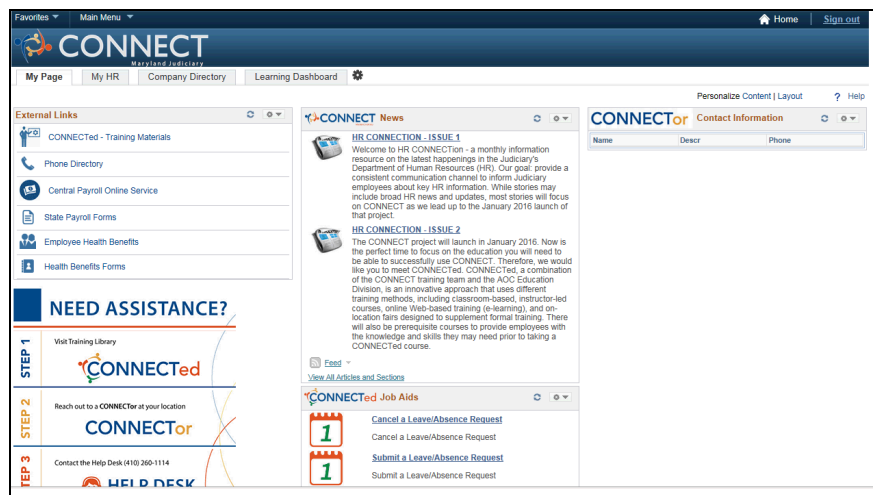 Favorites Main Menu Home Sign out
CONNECT
Maryland Judiciary
My Page My HR Company Directory Learning Dashboard
Personalize Content | Layout ? Help
External Links
CONNECTed - Training Materials
Phone Directory
Central Payroll Online Service
State Payroll Forms
Employee Health Benefits
Health Benefits Forms
NEED ASSISTANCE?
STEP 1
Visit Training Library
CONNECTed
STEP 2
Reach out to a CONNECTor at your location
CONNECTor
STEP 3
Contact the Help Desk (410) 260-1114
HELP DESK
CONNECT News
HR CONNECTION - ISSUE 1
Welcome to HR CONNECTion - a monthly information
resource on the latest happenings in the Judiciary's
Department of Human Resources (HR). Our goal: provide a
consistent communication channel to inform Judiciary
employees about key HR information. While stories may
include broad HR news and updates, most stories will focus
on CONNECT as we lead up to the January 2016 launch of
that project.
HR CONNECTION - ISSUE 2
The CONNECT project will launch in January 2016. Now is
the perfect time to focus on the education you will need to
be able to successfully use CONNECT. Therefore, we would
like you to meet CONNECTed. CONNECTed, a combination
of the CONNECT training team and the AOC Education
Division, is an innovative approach that uses different
training methods, including classroom-based, instructor-led
courses, online Web-based training (e-learning), and on-
location fairs designed to supplement formal training. There
will also be prerequisite courses to provide employees with
the knowledge and skills they may need prior to taking a
CONNECTed course.
Feed
View All Articles and Sections
CONNECTed Job Aids
1
Cancel a Leave/Absence Request
Cancel a Leave/Absence Request
1
Submit a Leave/Absence Request
Submit a Leave/Absence Request
CONNECTor Contact Information
Name Descr Phone